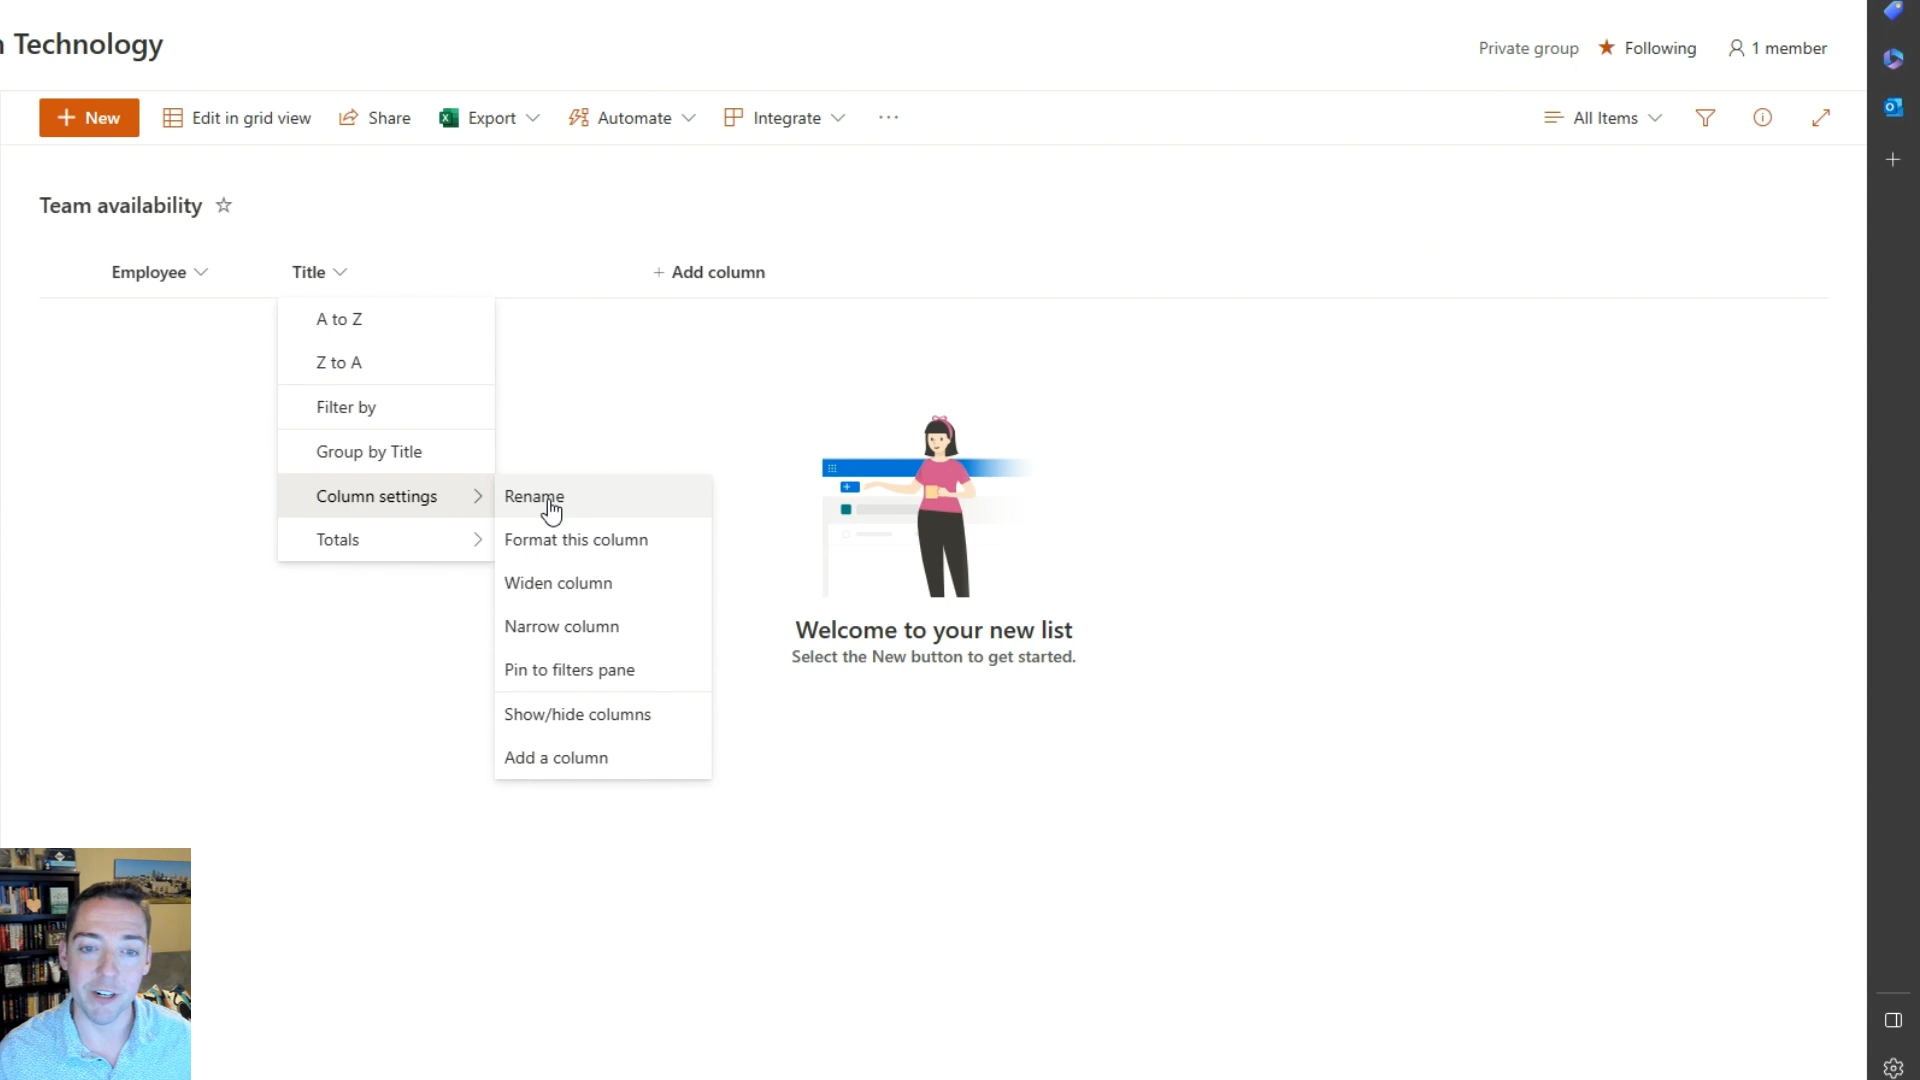 Technology
Private group
Following
1 member
New
Edit in grid view
Share
Export
Automate
Integrate
All Items
Team availability
Employee
Title
Add column
A to Z
Z to A
Filter by
Group by Title
Column settings
Totals
Rename
Format this column
Widen column
Narrow column
Pin to filters pane
Show/hide columns
Add a column
Welcome to your new list
Select the New button to get started.